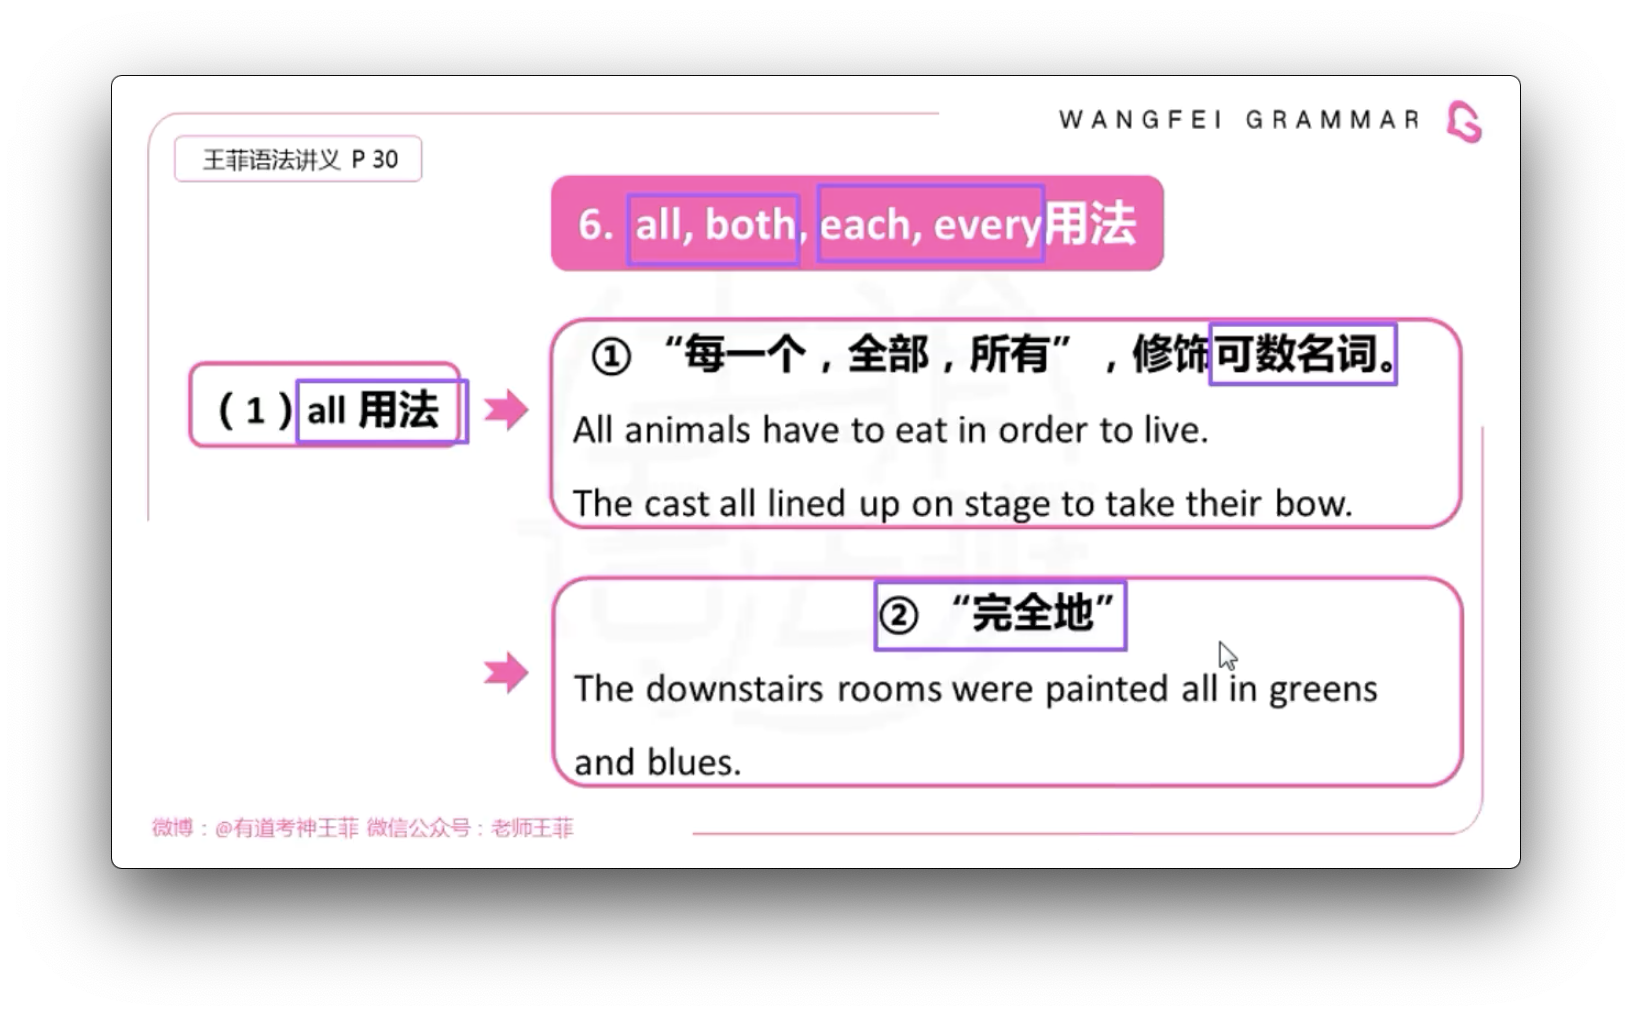 WANGFEI GRAMMAR
王菲语法讲义 P 30
6. all, both, each, every用法
（1）all 用法
① “每一个，全部，所有”，修饰可数名词。
All animals have to eat in order to live.
The cast all lined up on stage to take their bow.
② “完全地”
The downstairs rooms were painted all in greens
and blues.
微博：@有道考神王菲 微信公众号：老师王菲